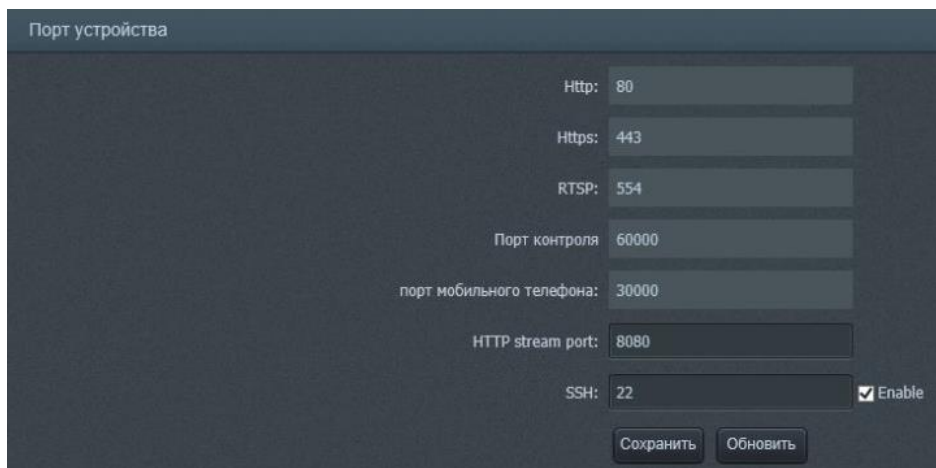 Порт устройства
Http: 80
Https: 443
RTSP: 554
Порт контроля 60000
порт мобильного телефона: 30000
HTTP stream port: 8080
SSH: 22 Enable
Сохранить Обновить